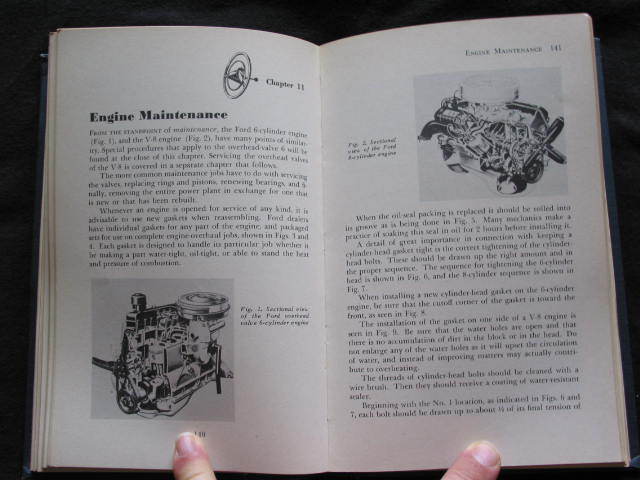 Chapter 11
Engine Maintenance
FROM THE STANDPOINT of maintenance, the Ford 6-cylinder engine
(Fig. 1), and the V-8 engine (Fig. 2), have many points of similar-
ity. Special procedures that apply to the overhead-valve 6 will be
found at the close of this chapter. Servicing the overhead valves
of the V-8 is covered in a separate chapter that follows.
The more common maintenance jobs have to do with servicing
the valves, replacing rings and pistons, renewing bearings, and fi-
nally, removing the entire power plant in exchange for one that
is new or that has been rebuilt.
Whenever an engine is opened for service of any kind, it is
advisable to use new gaskets when reassembling. Ford dealers
have individual gaskets for any part of the engine, and packaged
sets for use on complete engine-overhaul jobs, shown in Figs. 3 and
4. Each gasket is designed to handle its particular job whether it
be making a part water-tight, oil-tight, or able to stand the heat
and pressure of combustion.
Fig. 1. Sectional view
of the Ford overhead
valve 6-cylinder engine
140
ENGINE MAINTENANCE 141
Fig. 2. Sectional
view of the Ford
8-cylinder engine
When the oil-seal packing is replaced it should be rolled into
its groove as is being done in Fig. 5. Many mechanics make a
practice of soaking this seal in oil for 2 hours before installing it.
A detail of great importance in connection with keeping a
cylinder-head gasket tight is the correct tightening of the cylinder-
head bolts. These should be drawn up the right amount and in
the proper sequence. The sequence for tightening the 6-cylinder
head is shown in Fig. 6, and the 8-cylinder sequence is shown in
Fig. 7.
When installing a new cylinder-head gasket on the 6-cylinder
engine, be sure that the cutoff corner of the gasket is toward the
front, as seen in Fig. 8.
The installation of the gasket on one side of a V-8 engine is
seen in Fig. 9. Be sure that the water holes are open and that
there is no accumulation of dirt in the block or in the head. Do
not enlarge any of the water holes as it will upset the circulation
of water, and instead of improving matters may actually contri-
bute to overheating.
The threads of cylinder-head bolts should be cleaned with a
wire brush. Then they should receive a coating of water-resistant
sealer.
Beginning with the No. 1 location, as indicated in Figs. 6 and
7, each bolt should be drawn up to about ½ of its final tension of